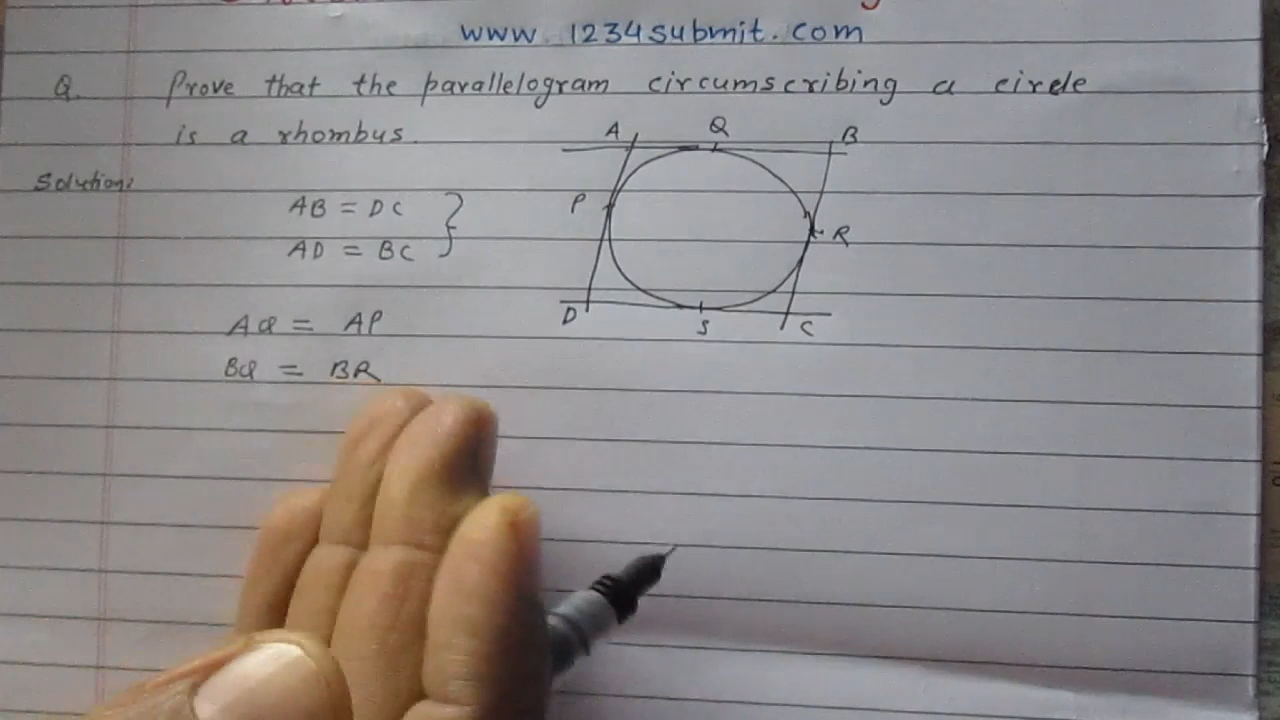 www. 1234submit.com
Q. Prove that the parallelogram circumscribing a circle
is a rhombus.
A Q B
Solution:
AB = DC
P
R
AD = BC
D S C
AQ = AP
BQ = BR